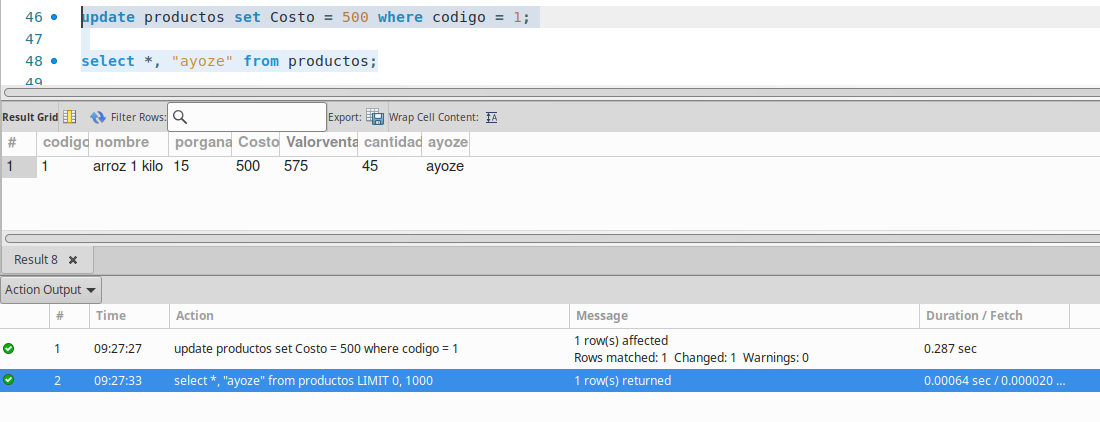 46 update productos set Costo = 500 where codigo = 1;
47
48 select *, "ayoze" from productos;
49
Result Grid Filter Rows: Export: Wrap Cell Content:
# codigo nombre porgana Costo Valorventa cantidad ayoze
1 1 arroz 1 kilo 15 500 575 45 ayoze
Result 8
Action Output
# Time Action Message Duration / Fetch
1 09:27:27 update productos set Costo = 500 where codigo = 1 1 row(s) affected 0.287 sec
Rows matched: 1 Changed: 1 Warnings: 0
2 09:27:33 select *, "ayoze" from productos LIMIT 0, 1000 1 row(s) returned 0.00064 sec / 0.000020 ...